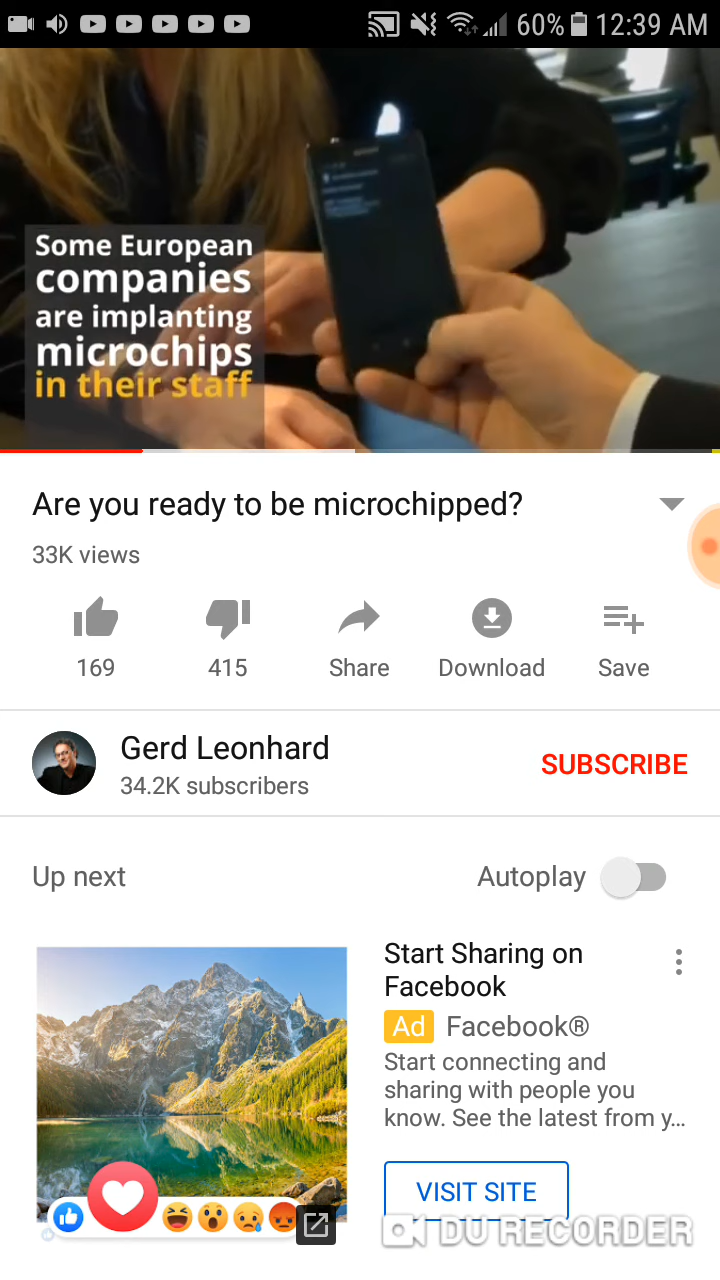 60% 12:39 AM
Some European
companies
are implanting
microchips
in their staff
Are you ready to be microchipped?
33K views
169 415 Share Download Save
Gerd Leonhard
34.2K subscribers
SUBSCRIBE
Up next Autoplay
Start Sharing on
Facebook
Ad Facebook®
Start connecting and
sharing with people you
know. See the latest from y...
VISIT SITE
DU RECORDER